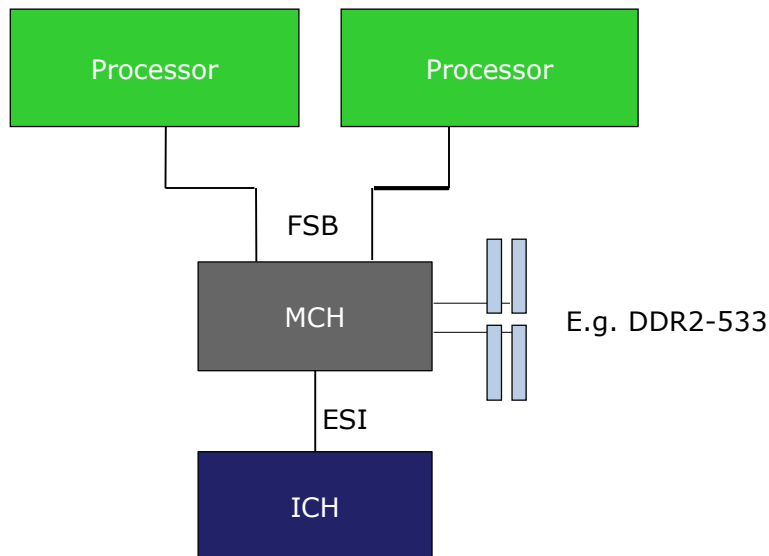 Processor
Processor
FSB
MCH
E.g. DDR2-533
ESI
ICH